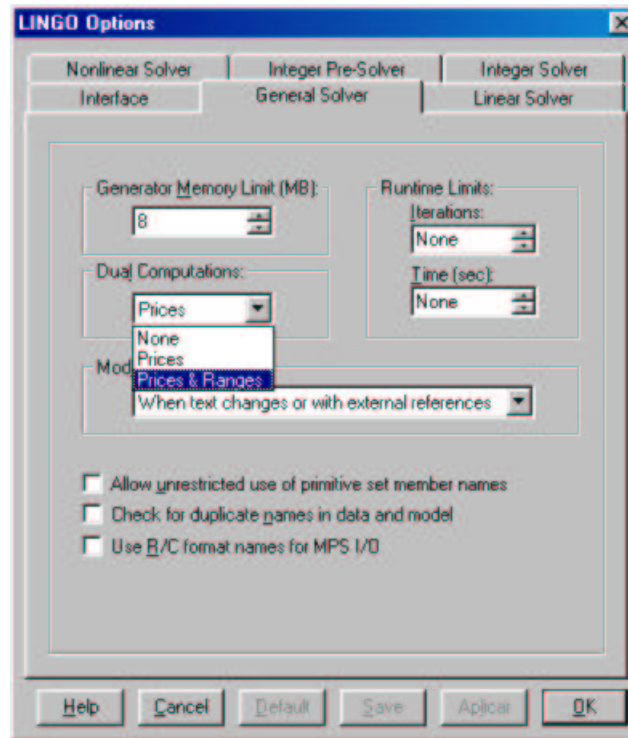 LINGO Options
Nonlinear Solver
Integer Pre-Solver
Integer Solver
Interface
General Solver
Linear Solver
Generator Memory Limit (MB):
8
Runtime Limits:
Iterations:
None
Time (sec):
None
Dual Computations:
Prices
None
Prices
Prices & Ranges
Mod
When text changes or with external references
Allow unrestricted use of primitive set member names
Check for duplicate names in data and model
Use R/C format names for MPS I/O
Help
Cancel
Default
Save
Aplicar
OK